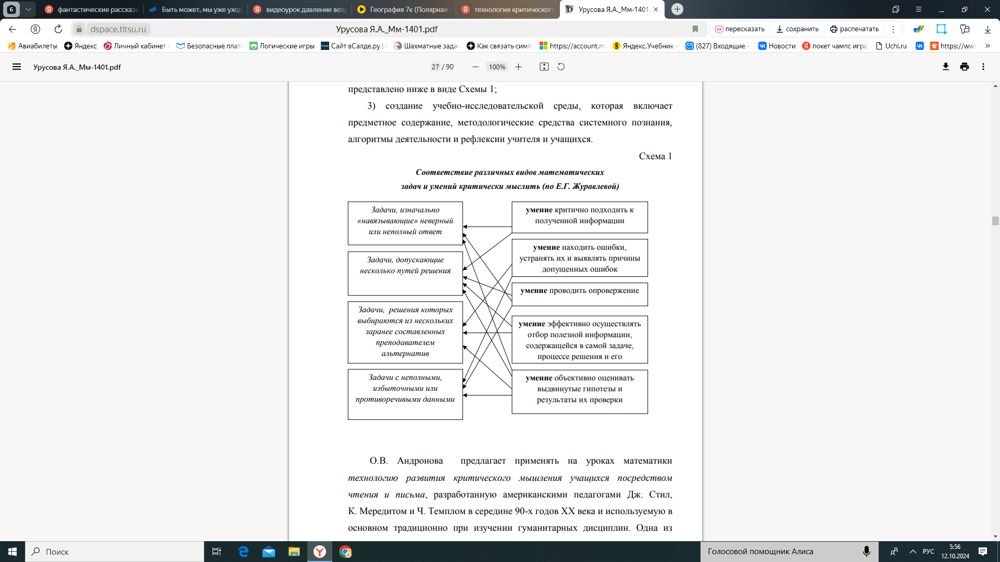 6
фантастические рассказ
Быть может, мы уже уход
видеоурок давление возд
География 7к (Полярная
технология критического
Урусова Я.А._Мм-1401.
dspace.tltsu.ru
Урусова Я.А._Мм-1401.pdf
пересказать
сохранить
распечатать
Авиабилеты
Яндекс
Личный кабинет
Безопасные плате
Логические игры
Сайт вСалде.ру |
Шахматные задач
Как связать симп
https://account.m
Яндекс.Учебник –
(827) Входящие -
Новости
покет чампс игра
Uchi.ru
https://www
Урусова Я.А._Мм-1401.pdf
27 / 90
100%
представлено ниже в виде Схемы 1;
3) создание учебно-исследовательской среды, которая включает
предметное содержание, методологические средства системного познания,
алгоритмы деятельности и рефлексии учителя и учащихся.
Схема 1
Соответствие различных видов математических
задач и умений критически мыслить (по Е.Г. Журавлевой)
Задачи, изначально
«навязывающие» неверный
или неполный ответ
Задачи, допускающие
несколько путей решения
Задачи, решения которых
выбираются из нескольких
заранее составленных
преподавателем
альтернатив
Задачи с неполными,
избыточными или
противоречивыми данными
умение критично подходить к
полученной информации
умение находить ошибки,
устранять их и выявлять причины
допущенных ошибок
умение проводить опровержение
умение эффективно осуществлять
отбор полезной информации,
содержащейся в самой задаче,
процессе решения и его
умение объективно оценивать
выдвинутые гипотезы и
результаты их проверки
О.В. Андронова предлагает применять на уроках математики
технологию развития критического мышления учащихся посредством
чтения и письма, разработанную американскими педагогами Дж. Стил,
К. Мередитом и Ч. Темплом в середине 90-х годов XX века и используемую в
основном традиционно при изучении гуманитарных дисциплин. Одна из
Поиск
Голосовой помощник Алиса
РУС
5:56
12.10.2024